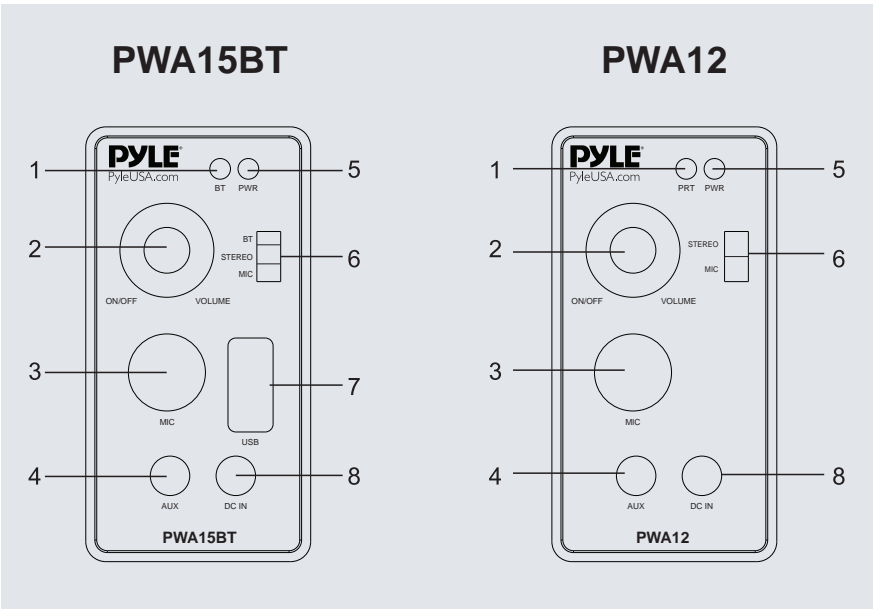 PWA15BT
PWA12
PYLE
PyleUSA.com
1
5
BT
PWR
2
BT
STEREO
MIC
6
ON/OFF
VOLUME
3
7
MIC
USB
4
8
AUX
DC IN
PWA15BT
PYLE
PyleUSA.com
1
5
PRT
PWR
2
STEREO
MIC
6
ON/OFF
VOLUME
3
MIC
4
8
AUX
DC IN
PWA12